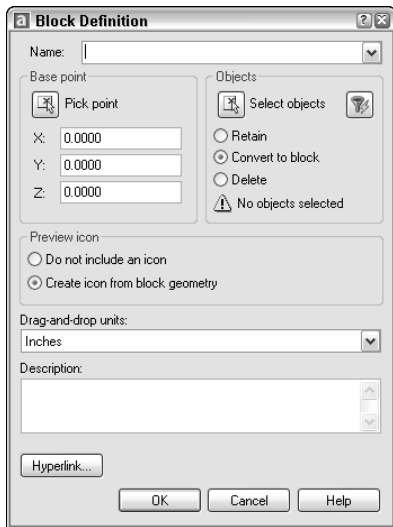 a Block Definition
Name:
Base point
Pick point
X: 0.0000
Y: 0.0000
Z: 0.0000
Objects
Select objects
Retain
Convert to block
Delete
No objects selected
Preview icon
Do not include an icon
Create icon from block geometry
Drag-and-drop units:
Inches
Description:
Hyperlink...
OK Cancel Help